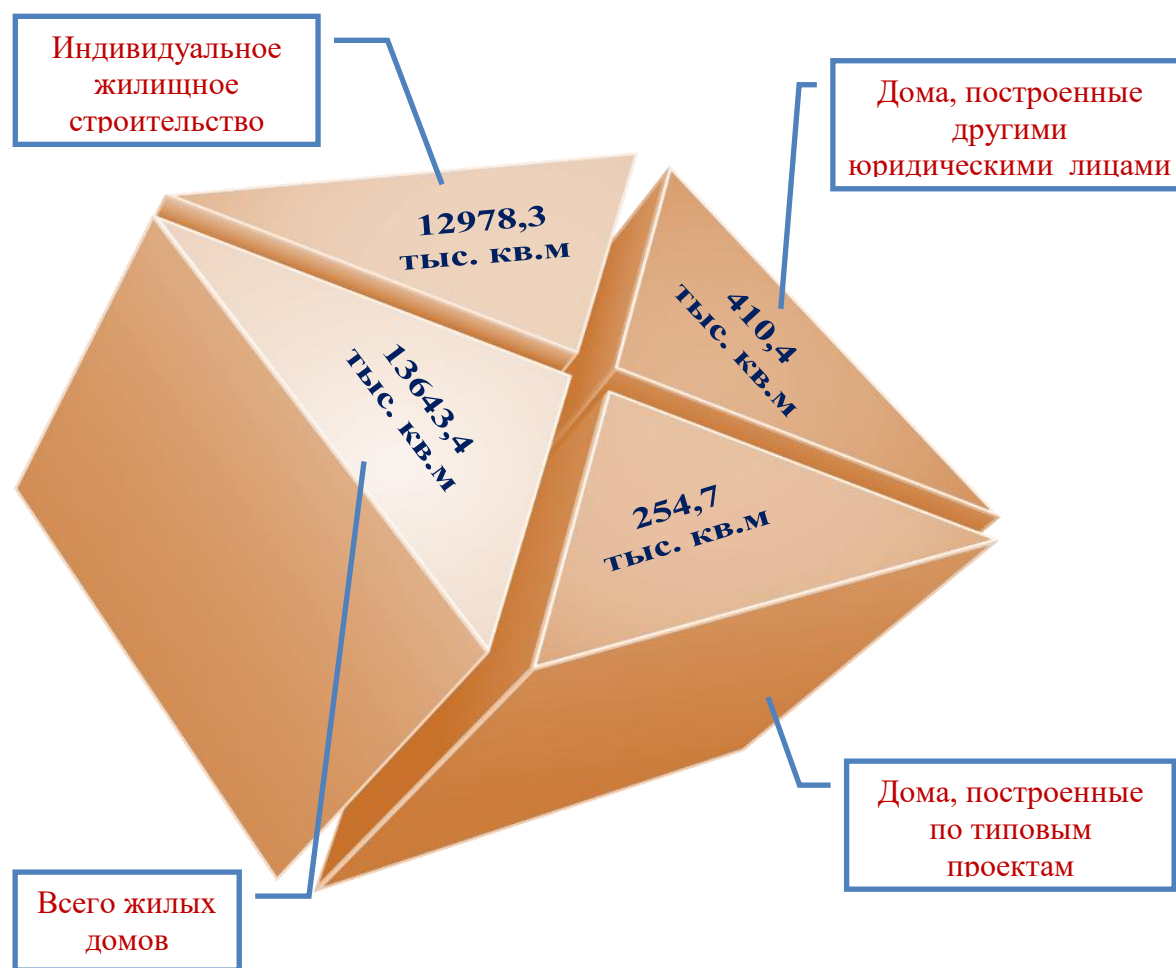 Индивидуальное
жилищное
строительство
Дома, построенные
другими
юридическими лицами
12978,3
тыс. кв.м
410,4
тыс. кв.м
13643,4
тыс. кв.м
254,7
тыс. кв.м
Дома, построенные
по типовым
проектам
Всего жилых
домов